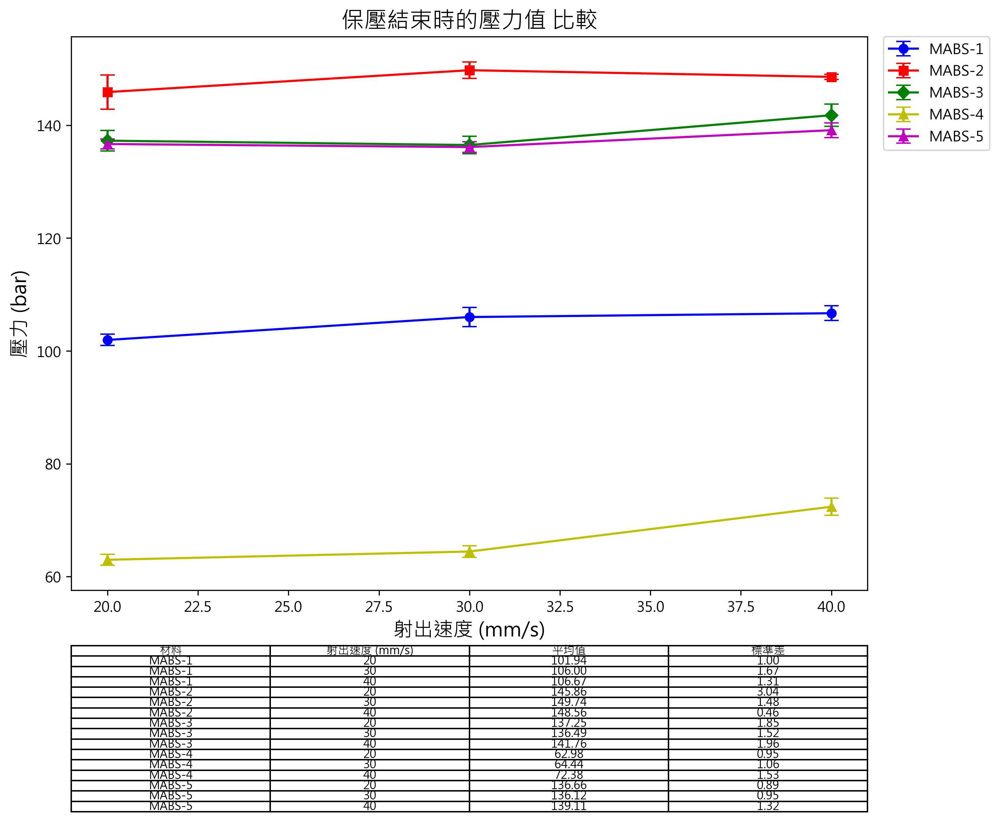 保壓結束時的壓力值 比較
MABS-1
MABS-2
MABS-3
MABS-4
MABS-5
壓力 (bar)
140
120
100
80
60
20.0 22.5 25.0 27.5 30.0 32.5 35.0 37.5 40.0
射出速度 (mm/s)
材料 射出速度 (mm/s) 平均值 標準差
MABS-1 20 101.94 1.00
MABS-1 30 106.00 1.67
MABS-1 40 106.67 1.31
MABS-2 20 145.86 3.04
MABS-2 30 149.74 1.48
MABS-2 40 148.56 0.46
MABS-3 20 137.25 1.85
MABS-3 30 136.49 1.52
MABS-3 40 141.76 1.96
MABS-4 20 62.98 0.95
MABS-4 30 64.44 1.06
MABS-4 40 72.38 1.53
MABS-5 20 136.66 0.89
MABS-5 30 136.12 0.95
MABS-5 40 139.11 1.32